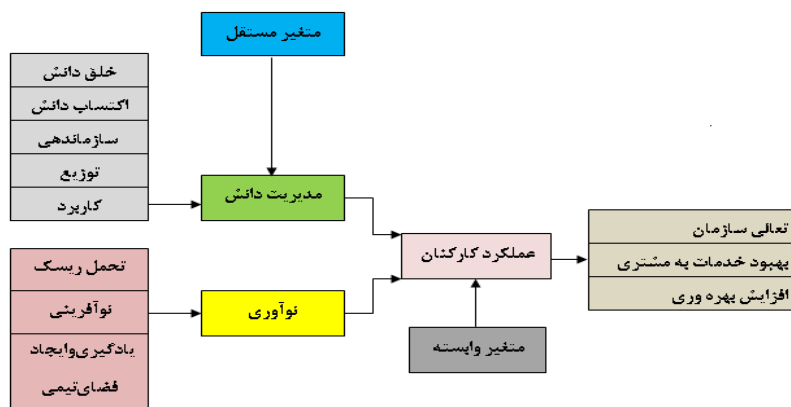 متغیر مستقل
خلق دانش
اکتساب دانش
سازماندهی
توزیع
کاربرد
مدیریت دانش
تحمل ریسک
نوآفرینی
یادگیری‌وایجاد
فضای‌تیمی
نوآوری
عملکرد کارکنان
متغیر وابسته
تعالی سازمان
بهبود خدمات به مشتری
افزایش بهره وری